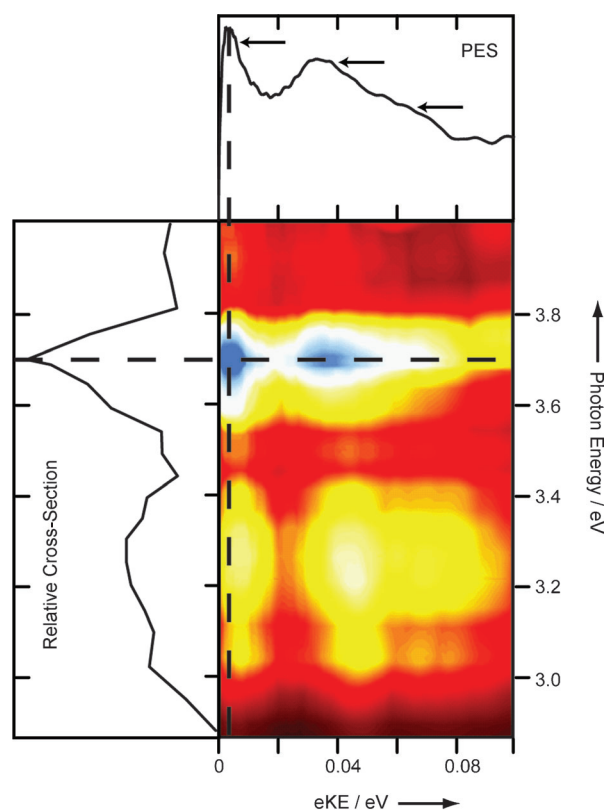 PES
Relative Cross-Section
3.8
3.6
3.4
3.2
3.0
Photon Energy / eV
0
0.04
0.08
eKE / eV